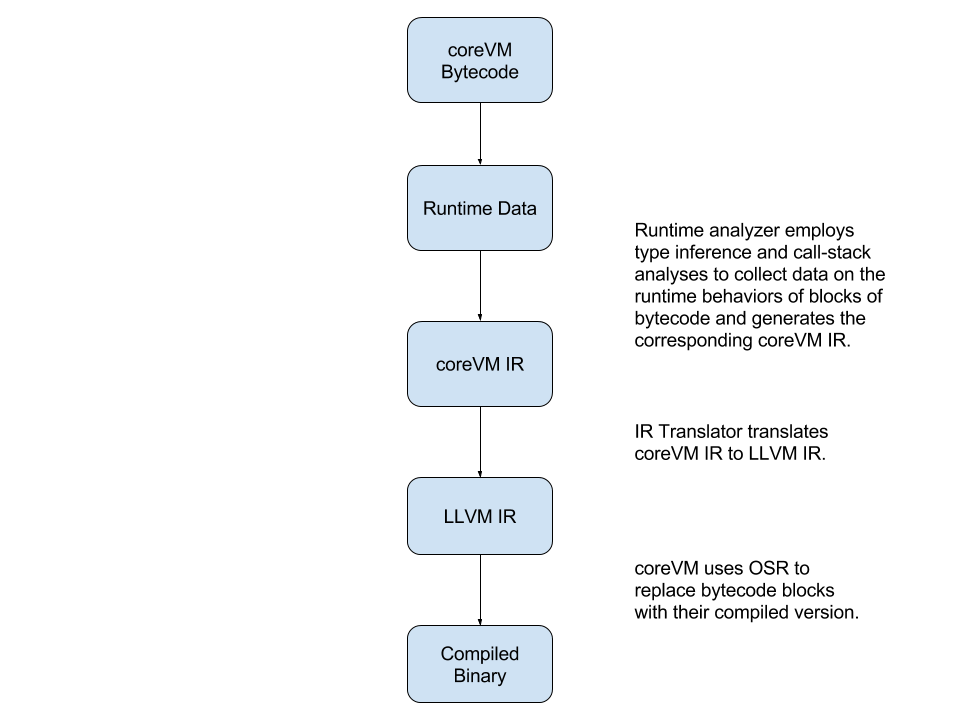 coreVM
Bytecode
Runtime Data
Runtime analyzer employs
type inference and call-stack
analyses to collect data on the
runtime behaviors of blocks of
bytecode and generates the
corresponding coreVM IR.
coreVM IR
IR Translator translates
coreVM IR to LLVM IR.
LLVM IR
coreVM uses OSR to
replace bytecode blocks
with their compiled version.
Compiled
Binary